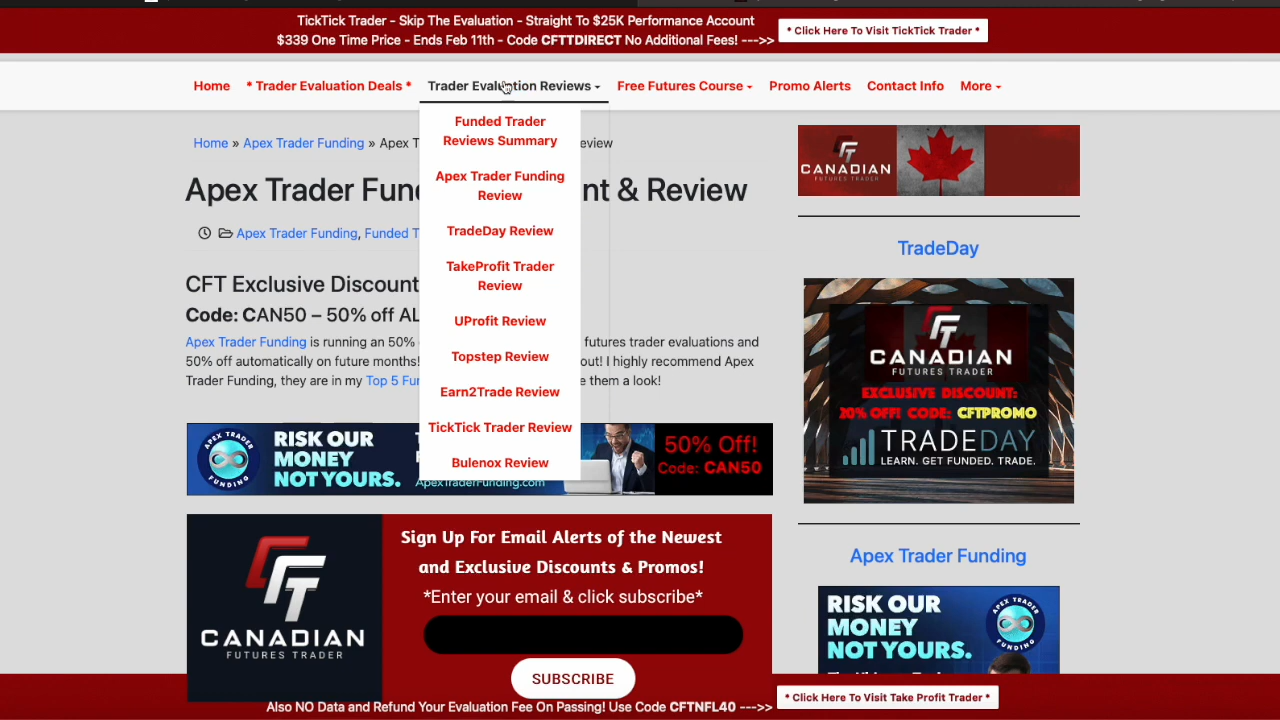 TickTick Trader - Skip The Evaluation - Straight To $25K Performance Account
$339 One Time Price - Ends Feb 11th - Code CFTTDIRECT No Additional Fees! --->>
* Click Here To Visit TickTick Trader *
Home
* Trader Evaluation Deals *
Trader Evaluation Reviews
Free Futures Course
Promo Alerts
Contact Info
More
Funded Trader
Reviews Summary
Apex Trader Funding
Review
TradeDay Review
TakeProfit Trader
Review
UProfit Review
Topstep Review
Earn2Trade Review
TickTick Trader Review
Bulenox Review
Home » Apex Trader Funding » Apex T
eview
Apex Trader Fun
nt & Review
Apex Trader Funding, Funded T
CFT Exclusive Discount
Code: CAN50 – 50% off AL
Apex Trader Funding is running an 50%
futures trader evaluations and
50% off automatically on future months!
out! I highly recommend Apex
Trader Funding, they are in my Top 5 Fu
e them a look!
APEX TRADER
FUNDING
RISK OUR
MONEY
NOT YOURS.
ApexTraderFunding.com
50% Off!
Code: CAN50
CANADIAN
FUTURES TRADER
Sign Up For Email Alerts of the Newest
and Exclusive Discounts & Promos!
*Enter your email & click subscribe*
SUBSCRIBE
CANADIAN
FUTURES TRADER
TradeDay
CANADIAN
FUTURES TRADER
EXCLUSIVE DISCOUNT:
20% OFF! CODE: CFTPROMO
TRADEDAY
LEARN. GET FUNDED. TRADE.
Apex Trader Funding
RISK OUR
MONEY
NOT YOURS.
APEX TRADER
FUNDING
Also NO Data and Refund Your Evaluation Fee On Passing! Use Code CFTNFL40 --->>
* Click Here To Visit Take Profit Trader *